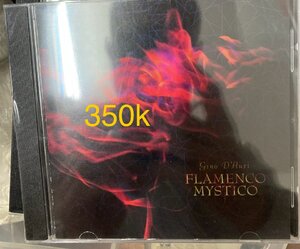 350k
Gino D'Auri
FLAMENCO
MYSTICO